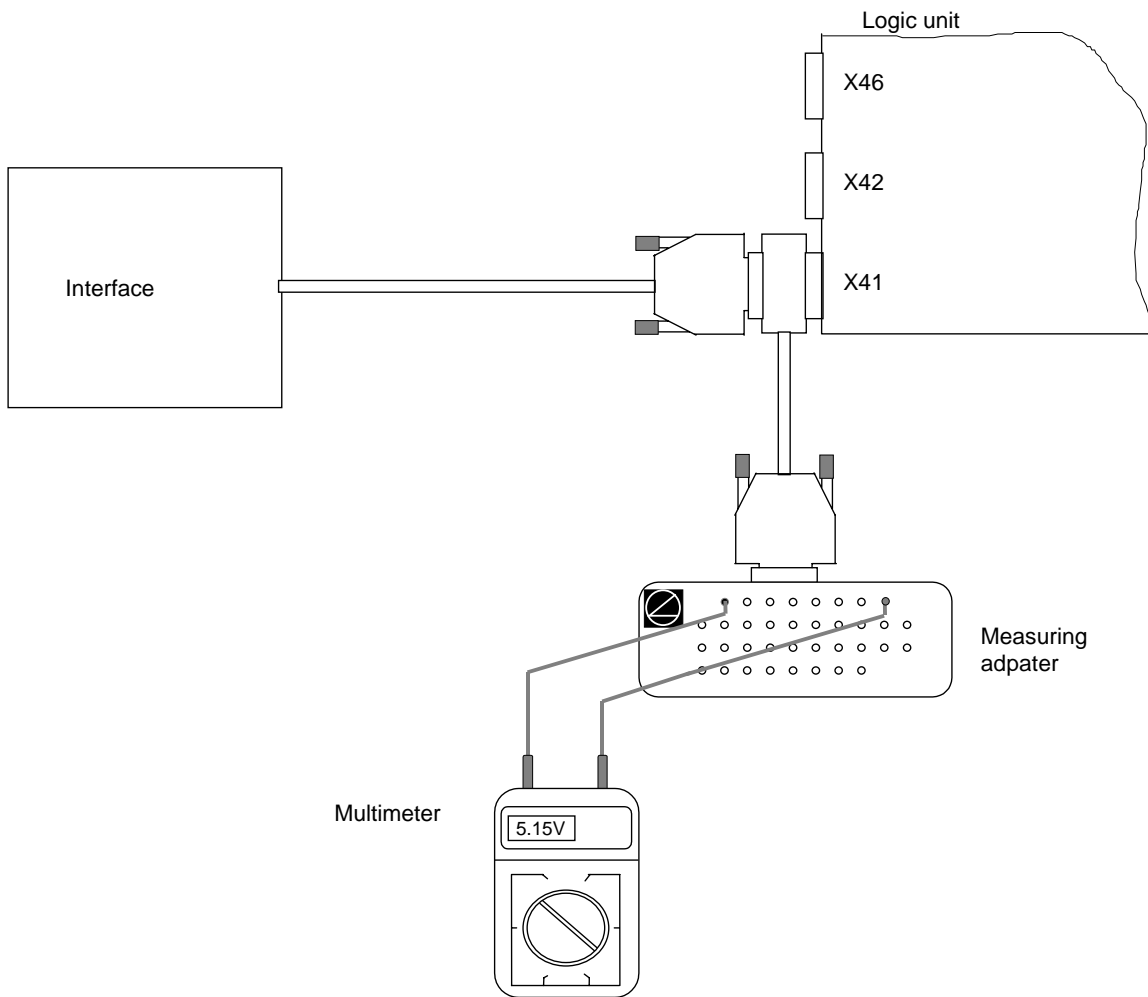 Logic unit
X46
X42
Interface
X41
Measuring
adpater
Multimeter
5.15V